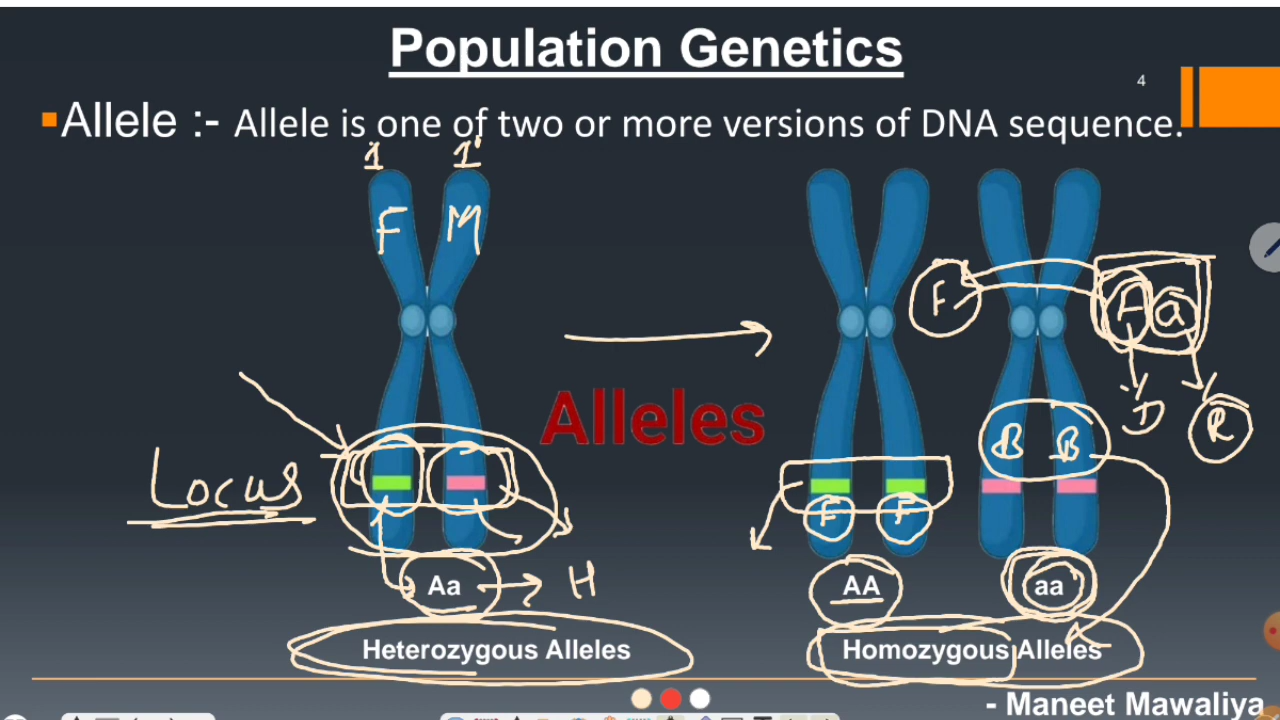 Population Genetics
4
Allele :- Allele is one of two or more versions of DNA sequence.
1 1'
F M
F A a
D R
Alleles
B B
Locus
F F
Aa H AA aa
Heterozygous Alleles Homozygous Alleles
- Maneet Mawaliya